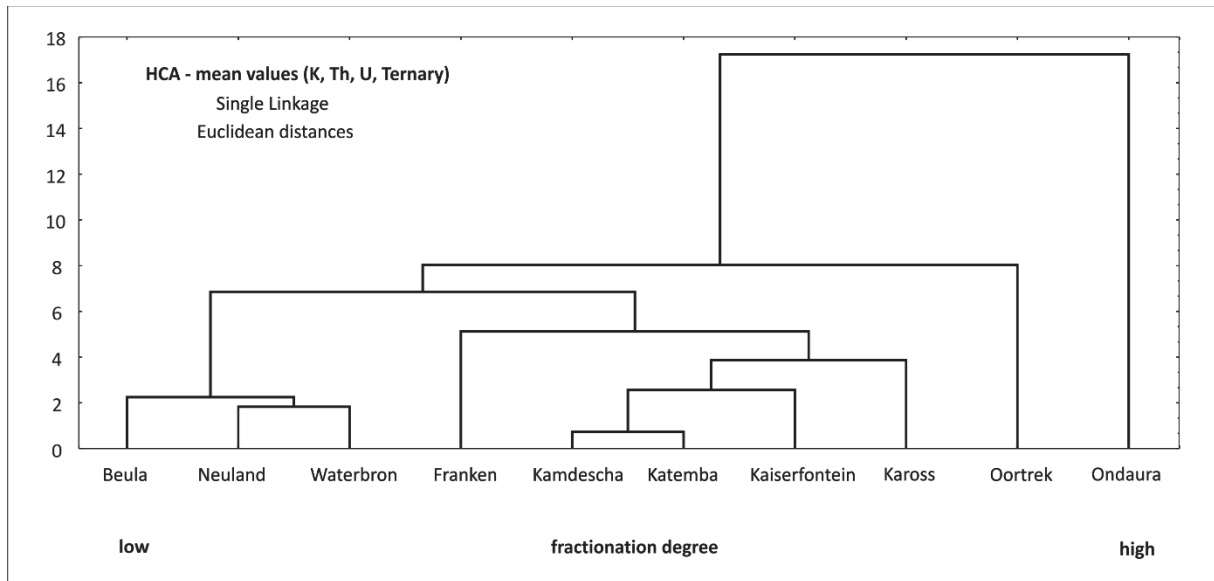 18
HCA - mean values (K, Th, U, Ternary)
16
Single Linkage
14
Euclidean distances
12
10
8
6
4
2
0
Beula Neuland Waterbron Franken Kamdescha Katemba Kaiserfontein Kaross Oortrek Ondaura
low fractionation degree high